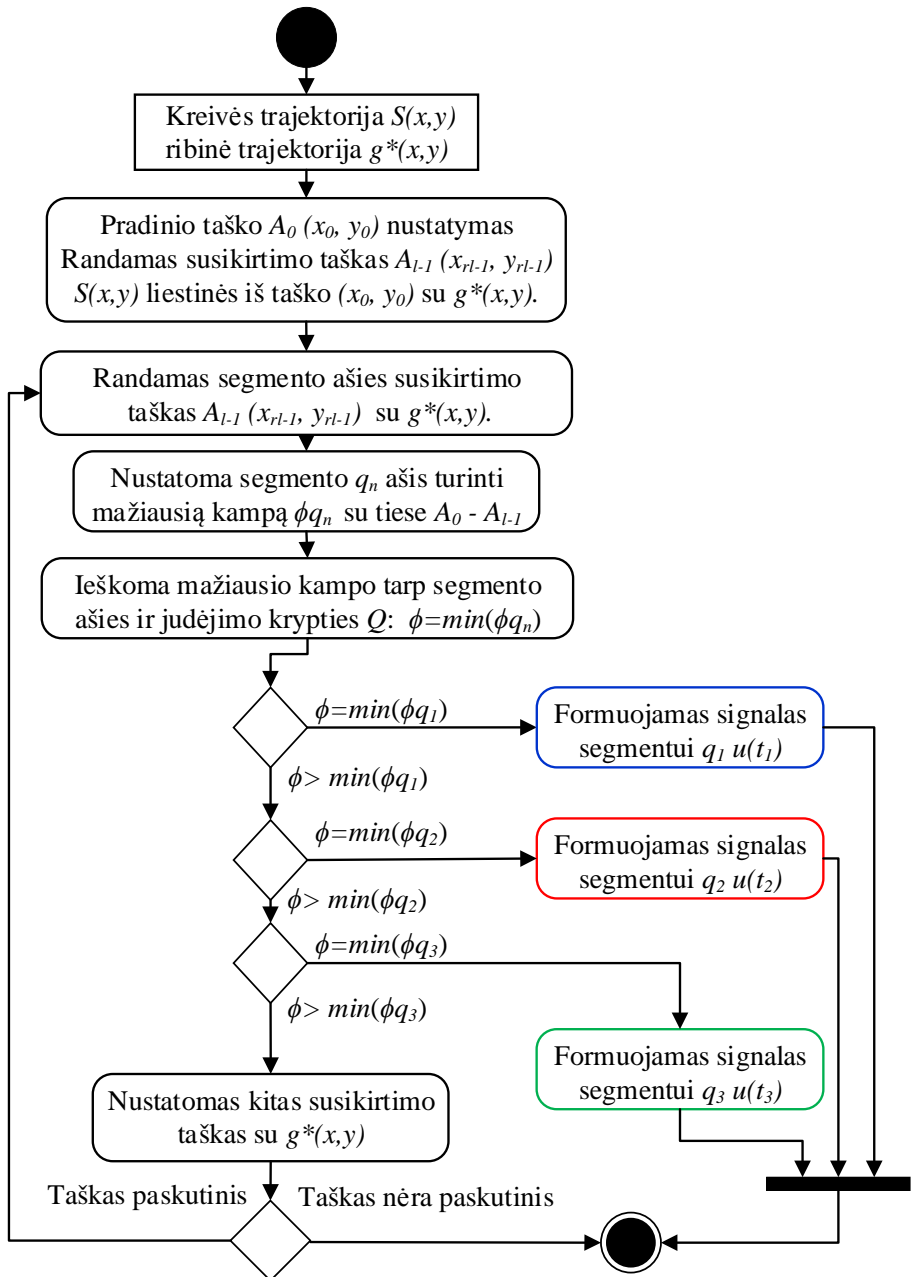 Kreivės trajektorija S(x,y)
ribinė trajektorija g*(x,y)
Pradinio taško A₀ (x₀, y₀) nustatymas
Randamas susikirtimo taškas Aₗ₋₁ (xᵣₗ₋₁, yᵣₗ₋₁)
S(x,y) liestinės iš taško (x₀, y₀) su g*(x,y).
Randamas segmento ašies susikirtimo
taškas Aₗ₋₁ (xᵣₗ₋₁, yᵣₗ₋₁) su g*(x,y).
Nustatoma segmento qₙ ašis turinti
mažiausią kampą ϕqₙ su tiese A₀ - Aₗ₋₁
Ieškoma mažiausio kampo tarp segmento
ašies ir judėjimo krypties Q: ϕ=min(ϕqₙ)
ϕ=min(ϕq₁)
Formuojamas signalas
segmentui q₁ u(t₁)
ϕ> min(ϕq₁)
ϕ=min(ϕq₂)
Formuojamas signalas
segmentui q₂ u(t₂)
ϕ> min(ϕq₂)
ϕ=min(ϕq₃)
ϕ> min(ϕq₃)
Formuojamas signalas
segmentui q₃ u(t₃)
Nustatomas kitas susikirtimo
taškas su g*(x,y)
Taškas paskutinis
Taškas nėra paskutinis